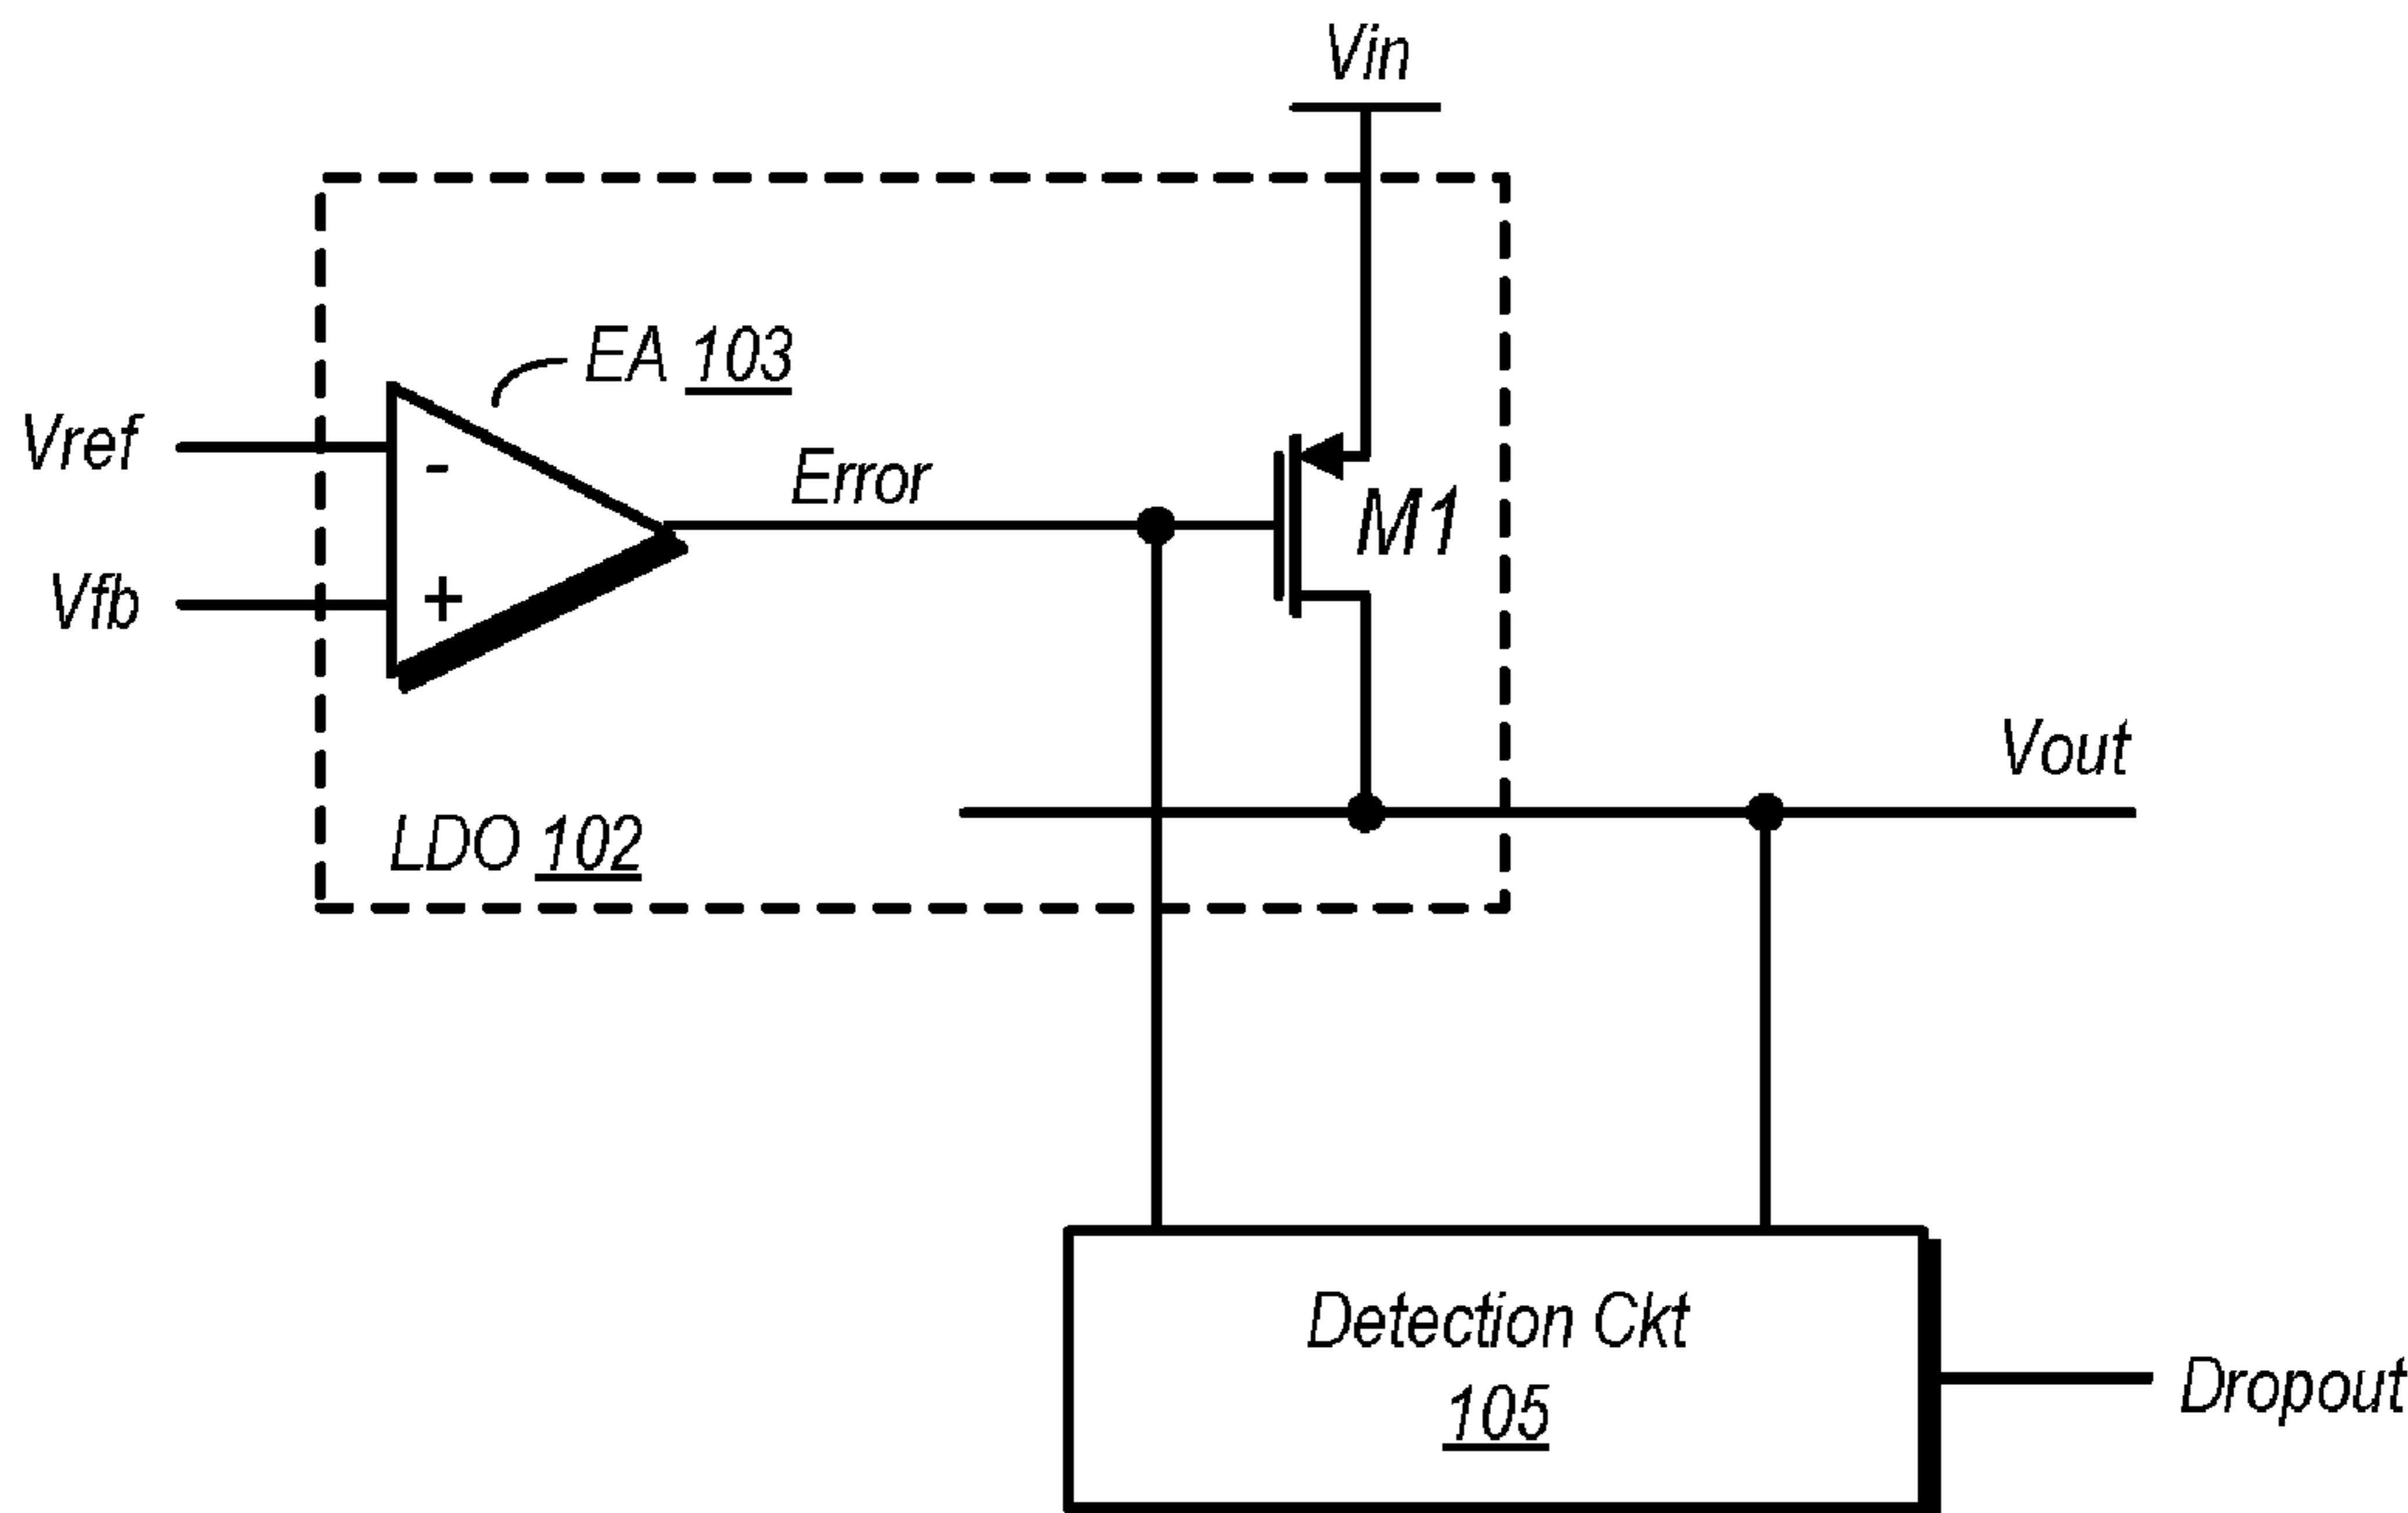 Vin
EA 103
Vref
-
Error
M1
Vfb
+
Vout
LDO 102
Detection Ckt
105
Dropout